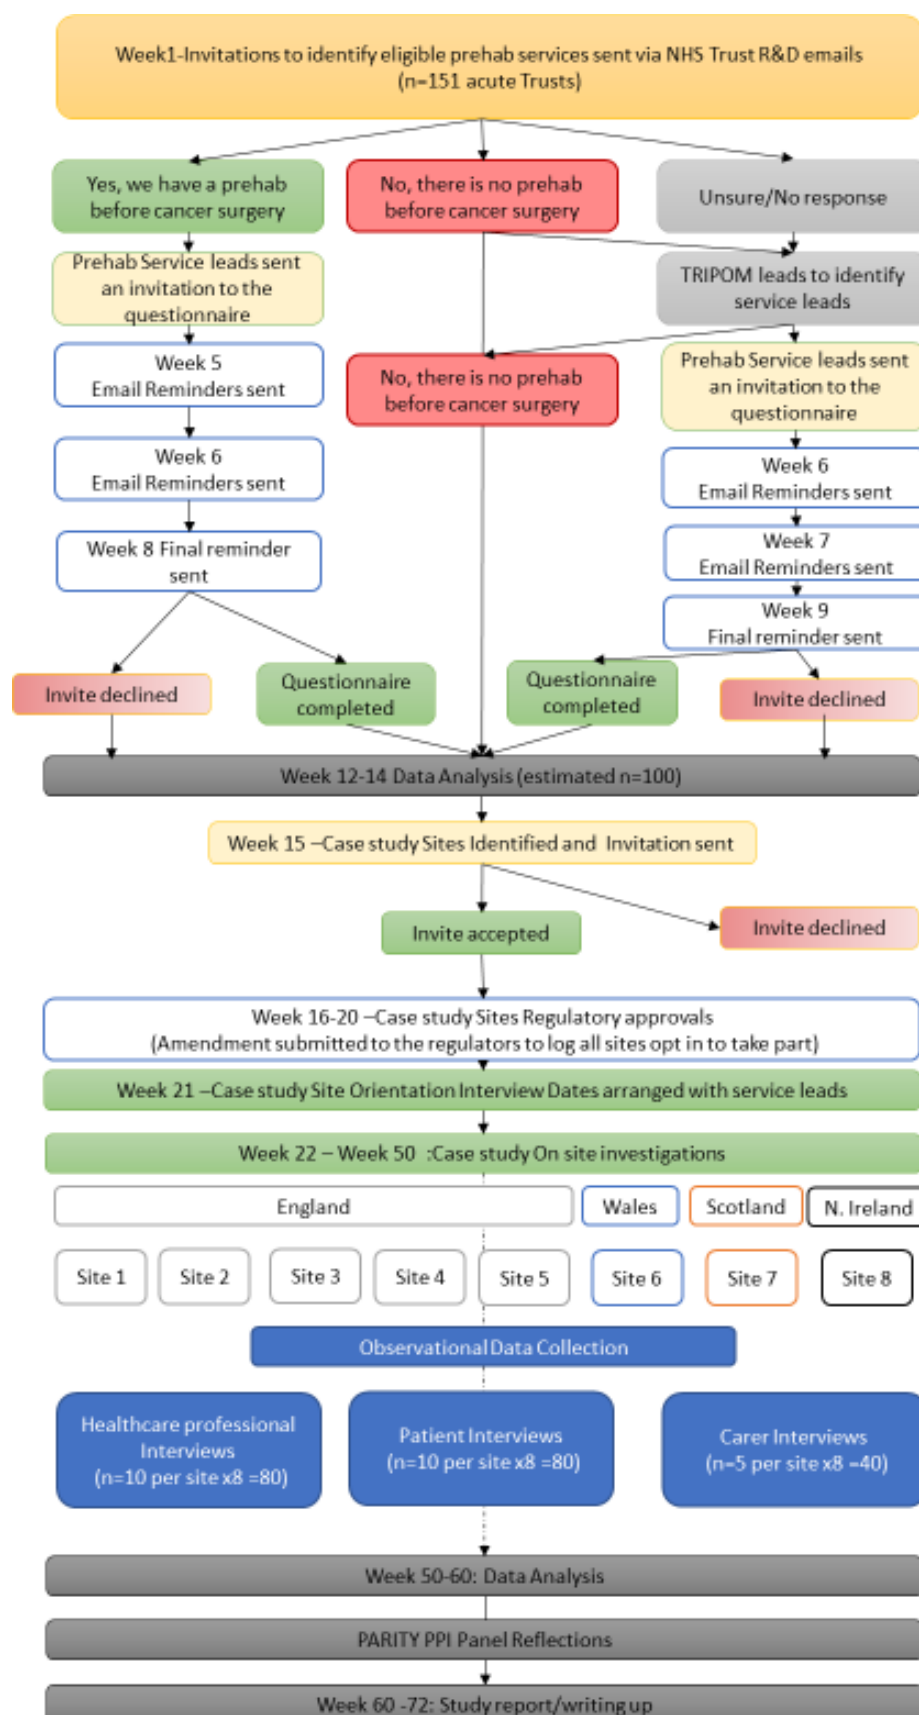 Week1-Invitations to identify eligible prehab services sent via NHS Trust R&D emails
(n=151 acute Trusts)
Yes, we have a prehab
before cancer surgery
No, there is no prehab
before cancer surgery
Unsure/No response
Prehab Service leads sent
an invitation to the
questionnaire
TRIPOM leads to identify
service leads
Week 5
Email Reminders sent
No, there is no prehab
before cancer surgery
Prehab Service leads sent
an invitation to the
questionnaire
Week 6
Email Reminders sent
Week 6
Email Reminders sent
Week 8 Final reminder
sent
Week 7
Email Reminders sent
Week 9
Final reminder sent
Invite declined
Questionnaire
completed
Questionnaire
completed
Invite declined
Week 12-14 Data Analysis (estimated n=100)
Week 15 –Case study Sites Identified and Invitation sent
Invite accepted
Invite declined
Week 16-20 –Case study Sites Regulatory approvals
(Amendment submitted to the regulators to log all sites opt in to take part)
Week 21 –Case study Site Orientation Interview Dates arranged with service leads
Week 22 – Week 50 :Case study On site investigations
England
Wales
Scotland
N. Ireland
Site 1
Site 2
Site 3
Site 4
Site 5
Site 6
Site 7
Site 8
Observational Data Collection
Healthcare professional
Interviews
(n=10 per site x8 =80)
Patient Interviews
(n=10 per site x8 =80)
Carer Interviews
(n=5 per site x8 =40)
Week 50-60: Data Analysis
PARITY PPI Panel Reflections
Week 60 -72: Study report/writing up